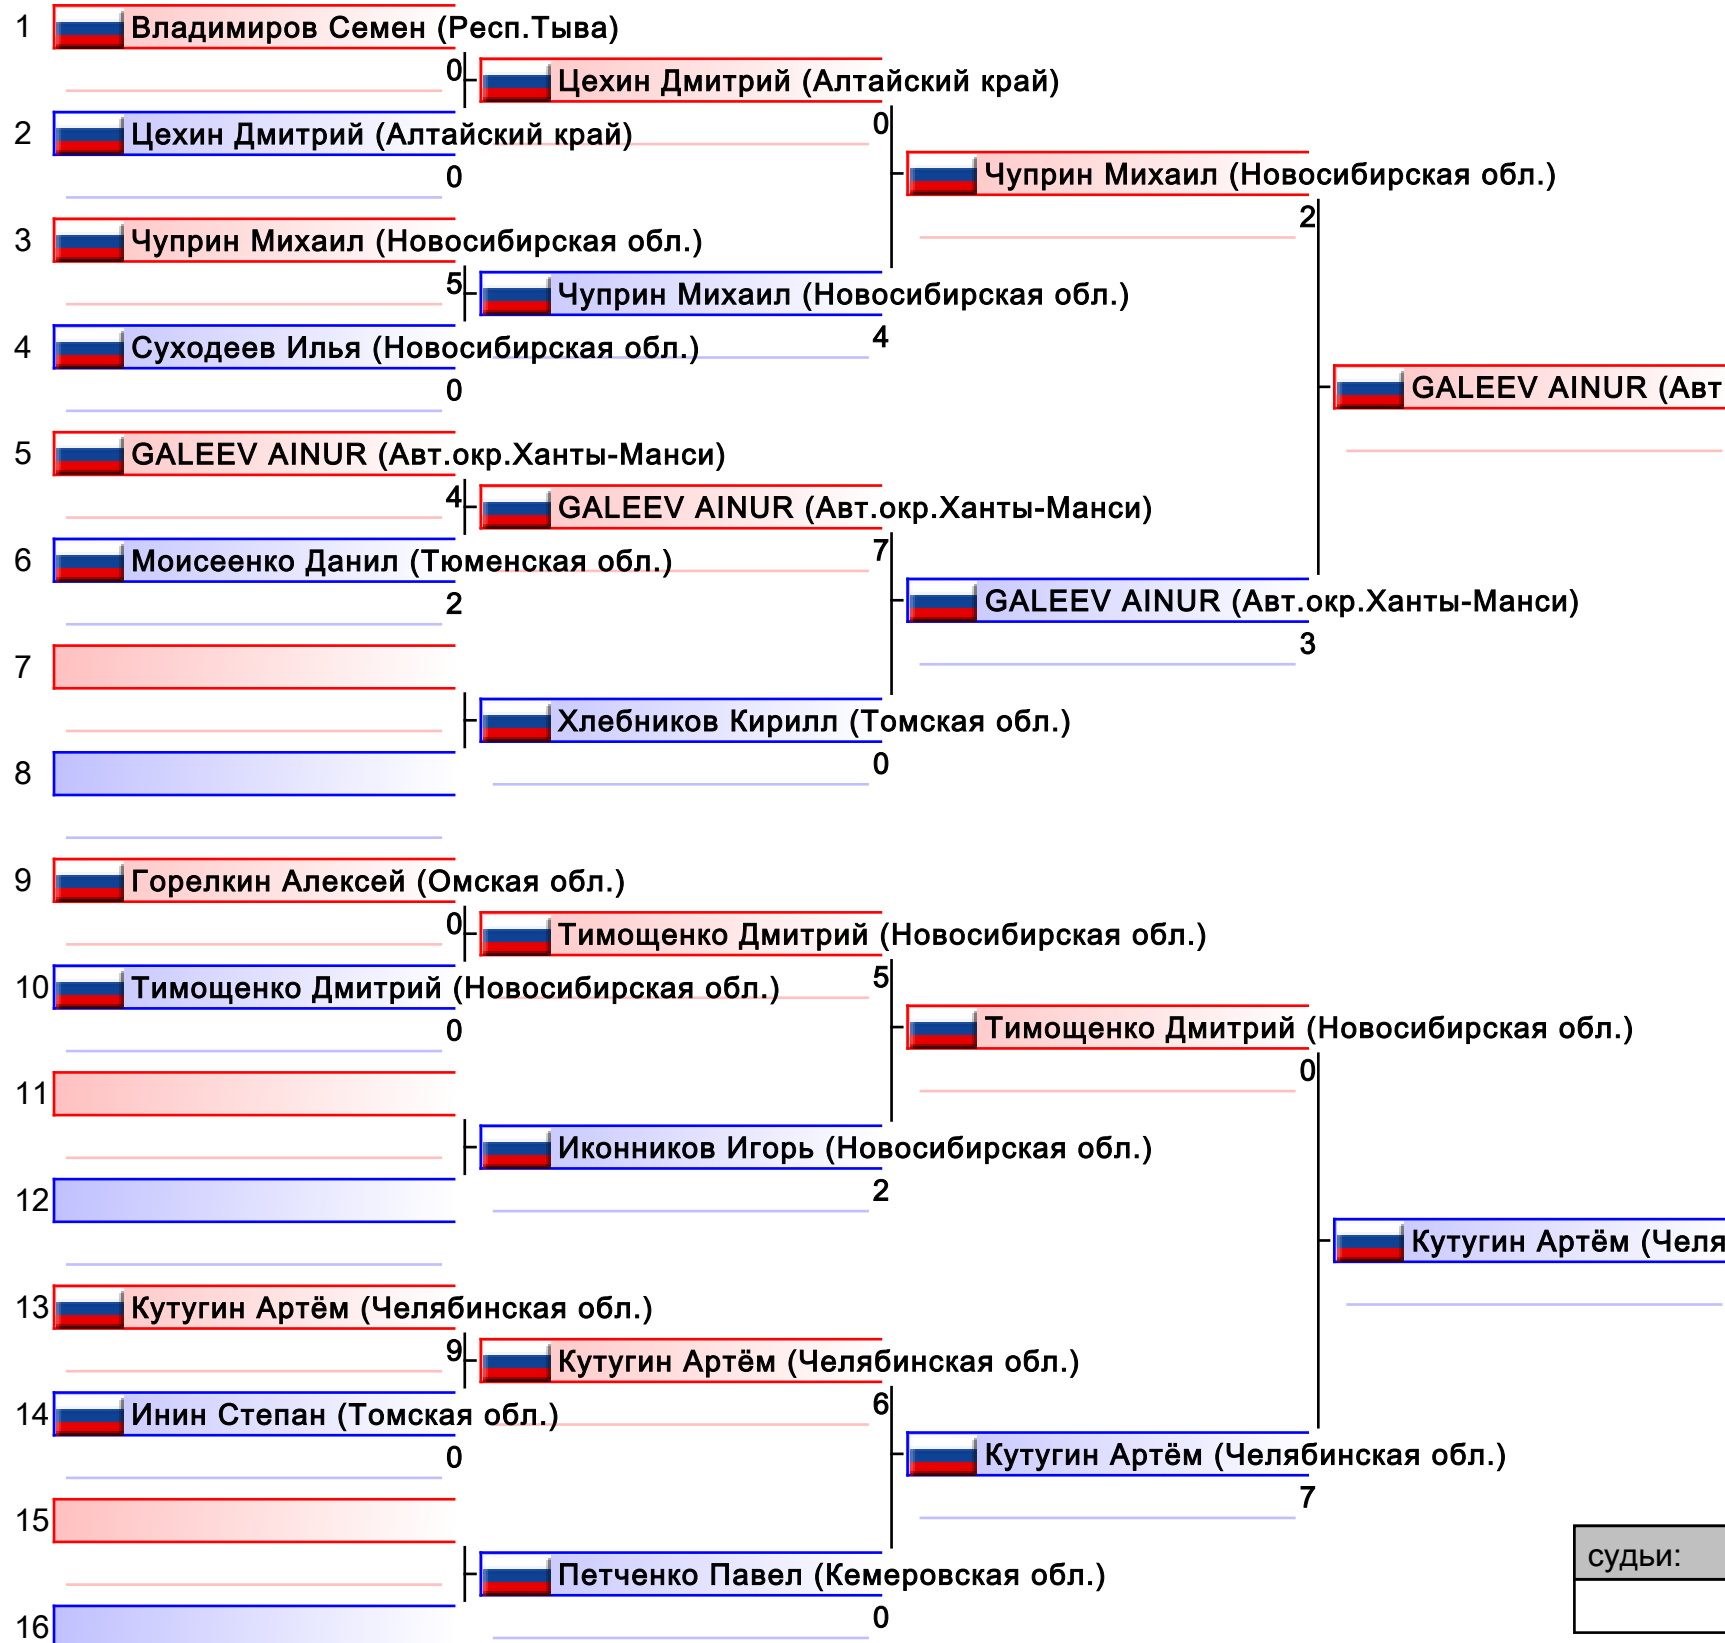 1 Владимиров Семен (Респ.Тыва)
0 Цехин Дмитрий (Алтайский край)
0
2 Цехин Дмитрий (Алтайский край)
0 Чуприн Михаил (Новосибирская обл.)
2
3 Чуприн Михаил (Новосибирская обл.)
5 Чуприн Михаил (Новосибирская обл.)
4
4 Суходеев Илья (Новосибирская обл.)
0
GALEEV AINUR (Авт
5 GALEEV AINUR (Авт.окр.Ханты-Манси)
4 GALEEV AINUR (Авт.окр.Ханты-Манси)
7
6 Моисеенко Данил (Тюменская обл.)
2
GALEEV AINUR (Авт.окр.Ханты-Манси)
3
7
Хлебников Кирилл (Томская обл.)
0
8
9 Горелкин Алексей (Омская обл.)
0 Тимощенко Дмитрий (Новосибирская обл.)
5
10 Тимощенко Дмитрий (Новосибирская обл.)
0
Тимощенко Дмитрий (Новосибирская обл.)
0
11
Иконников Игорь (Новосибирская обл.)
2
12
Кутугин Артём (Челя
13 Кутугин Артём (Челябинская обл.)
9 Кутугин Артём (Челябинская обл.)
6
14 Инин Степан (Томская обл.)
0
Кутугин Артём (Челябинская обл.)
7
15
судьи:
Петченко Павел (Кемеровская обл.)
0
16